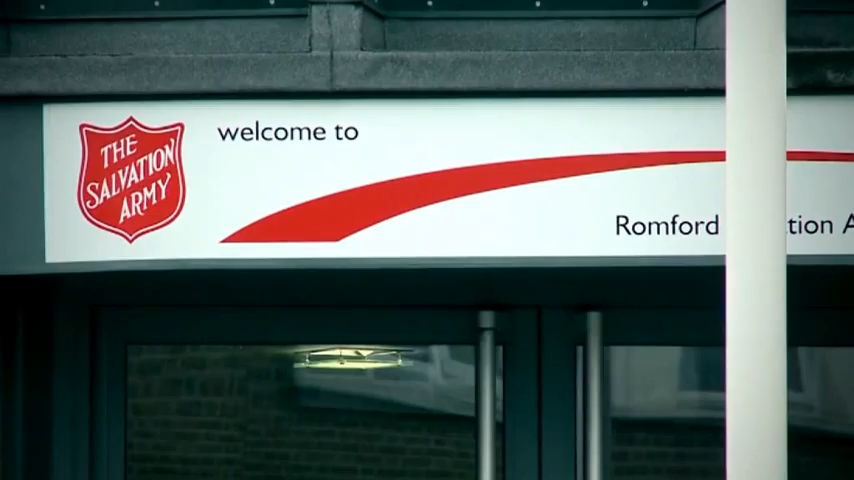 THE
SALVATION
ARMY
welcome to
Romford